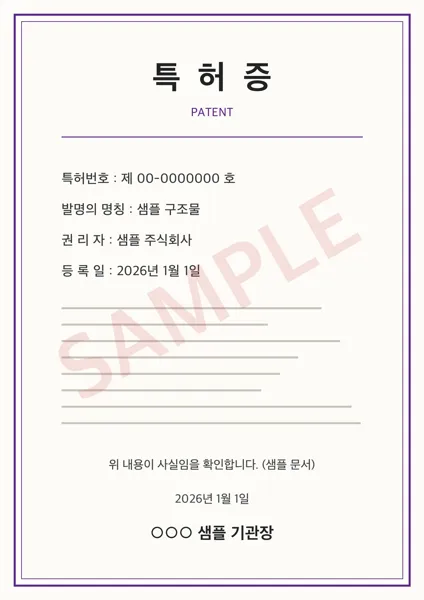 특 허 증
PATENT
특허번호 : 제 00-0000000 호
발명의 명칭 : 샘플 구조물
권 리 자 : 샘플 주식회사
등 록 일 : 2026년 1월 1일
SAMPLE
위 내용이 사실임을 확인합니다. (샘플 문서)
2026년 1월 1일
○○○ 샘플 기관장